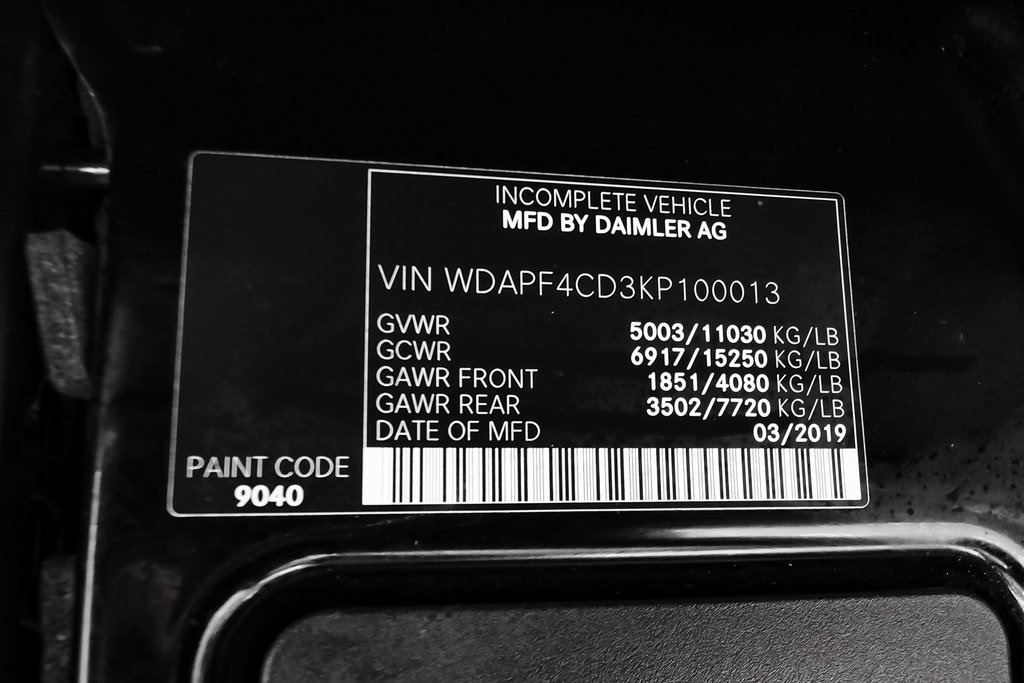 INCOMPLETE VEHICLE
MFD BY DAIMLER AG
VIN WDAPF4CD3KP100013
GVWR 5003/11030 KG/LB
GCWR 6917/15250 KG/LB
GAWR FRONT 1851/4080 KG/LB
GAWR REAR 3502/7720 KG/LB
DATE OF MFD 03/2019
PAINT CODE
9040